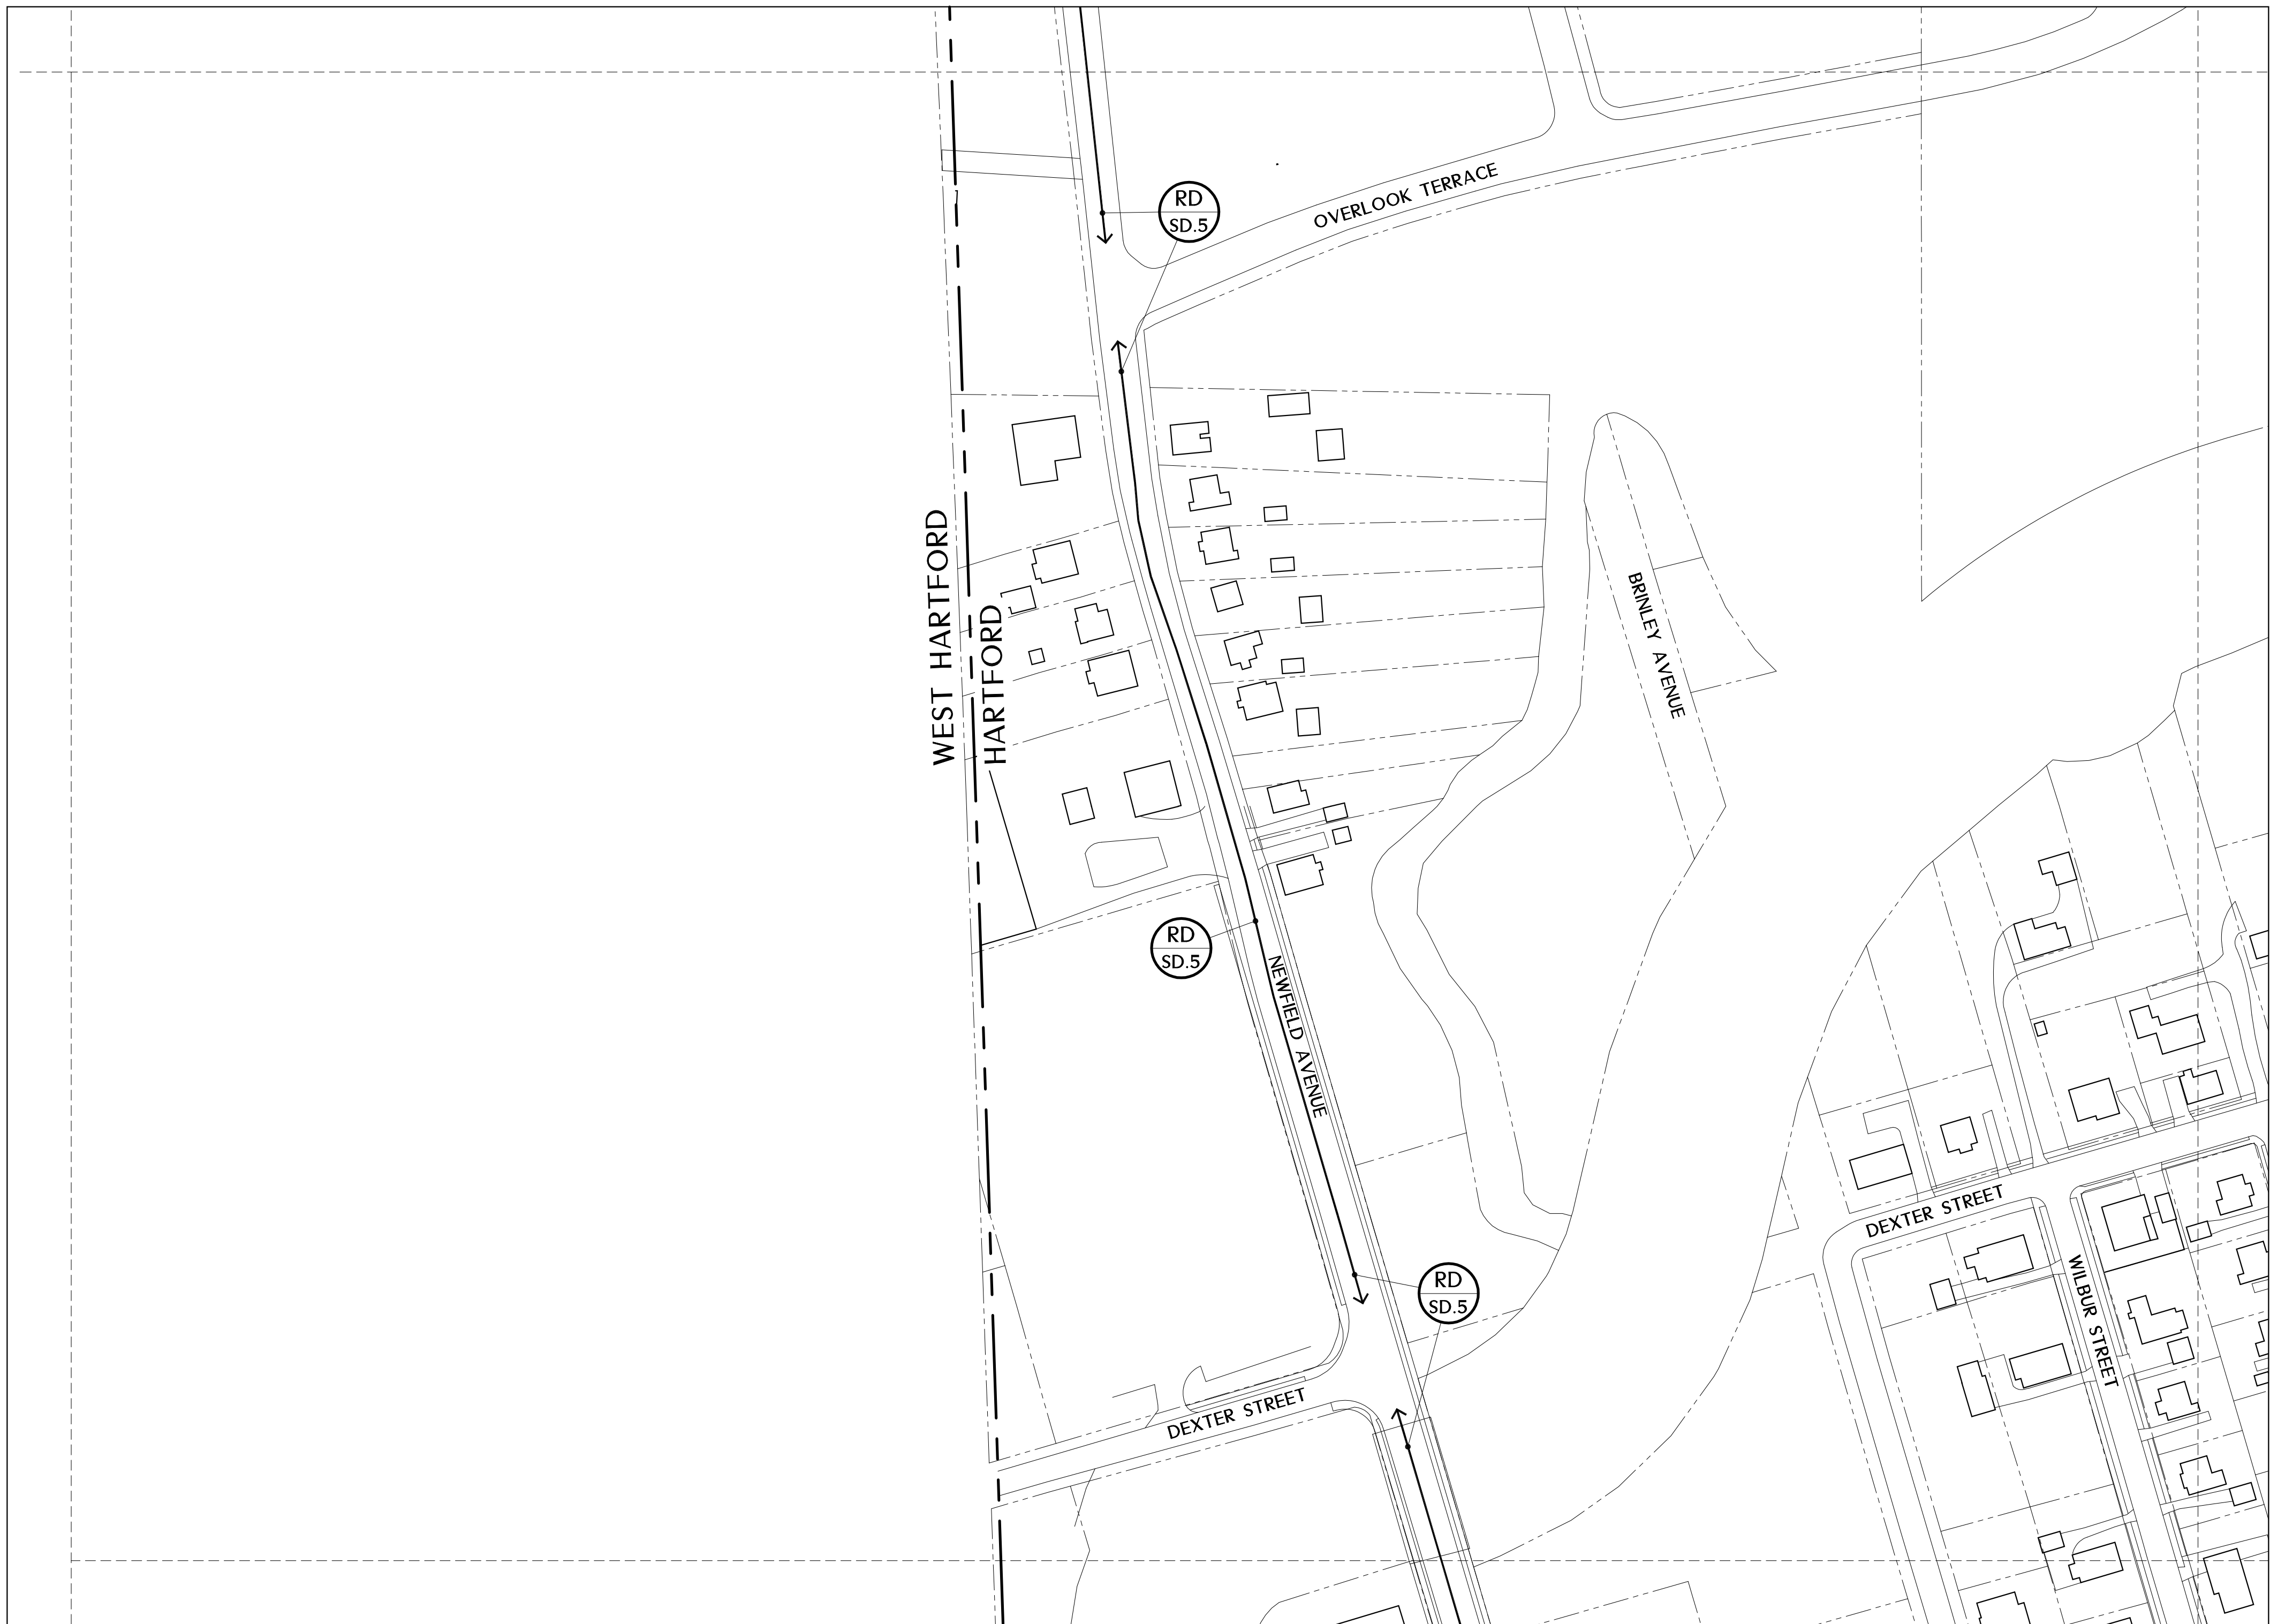 RD
SD.5
OVERLOOK TERRACE
WEST HARTFORD
HARTFORD
BRINLEY AVENUE
RD
SD.5
NEWFIELD AVENUE
DEXTER STREET
RD
SD.5
WILBUR STREET
DEXTER STREET